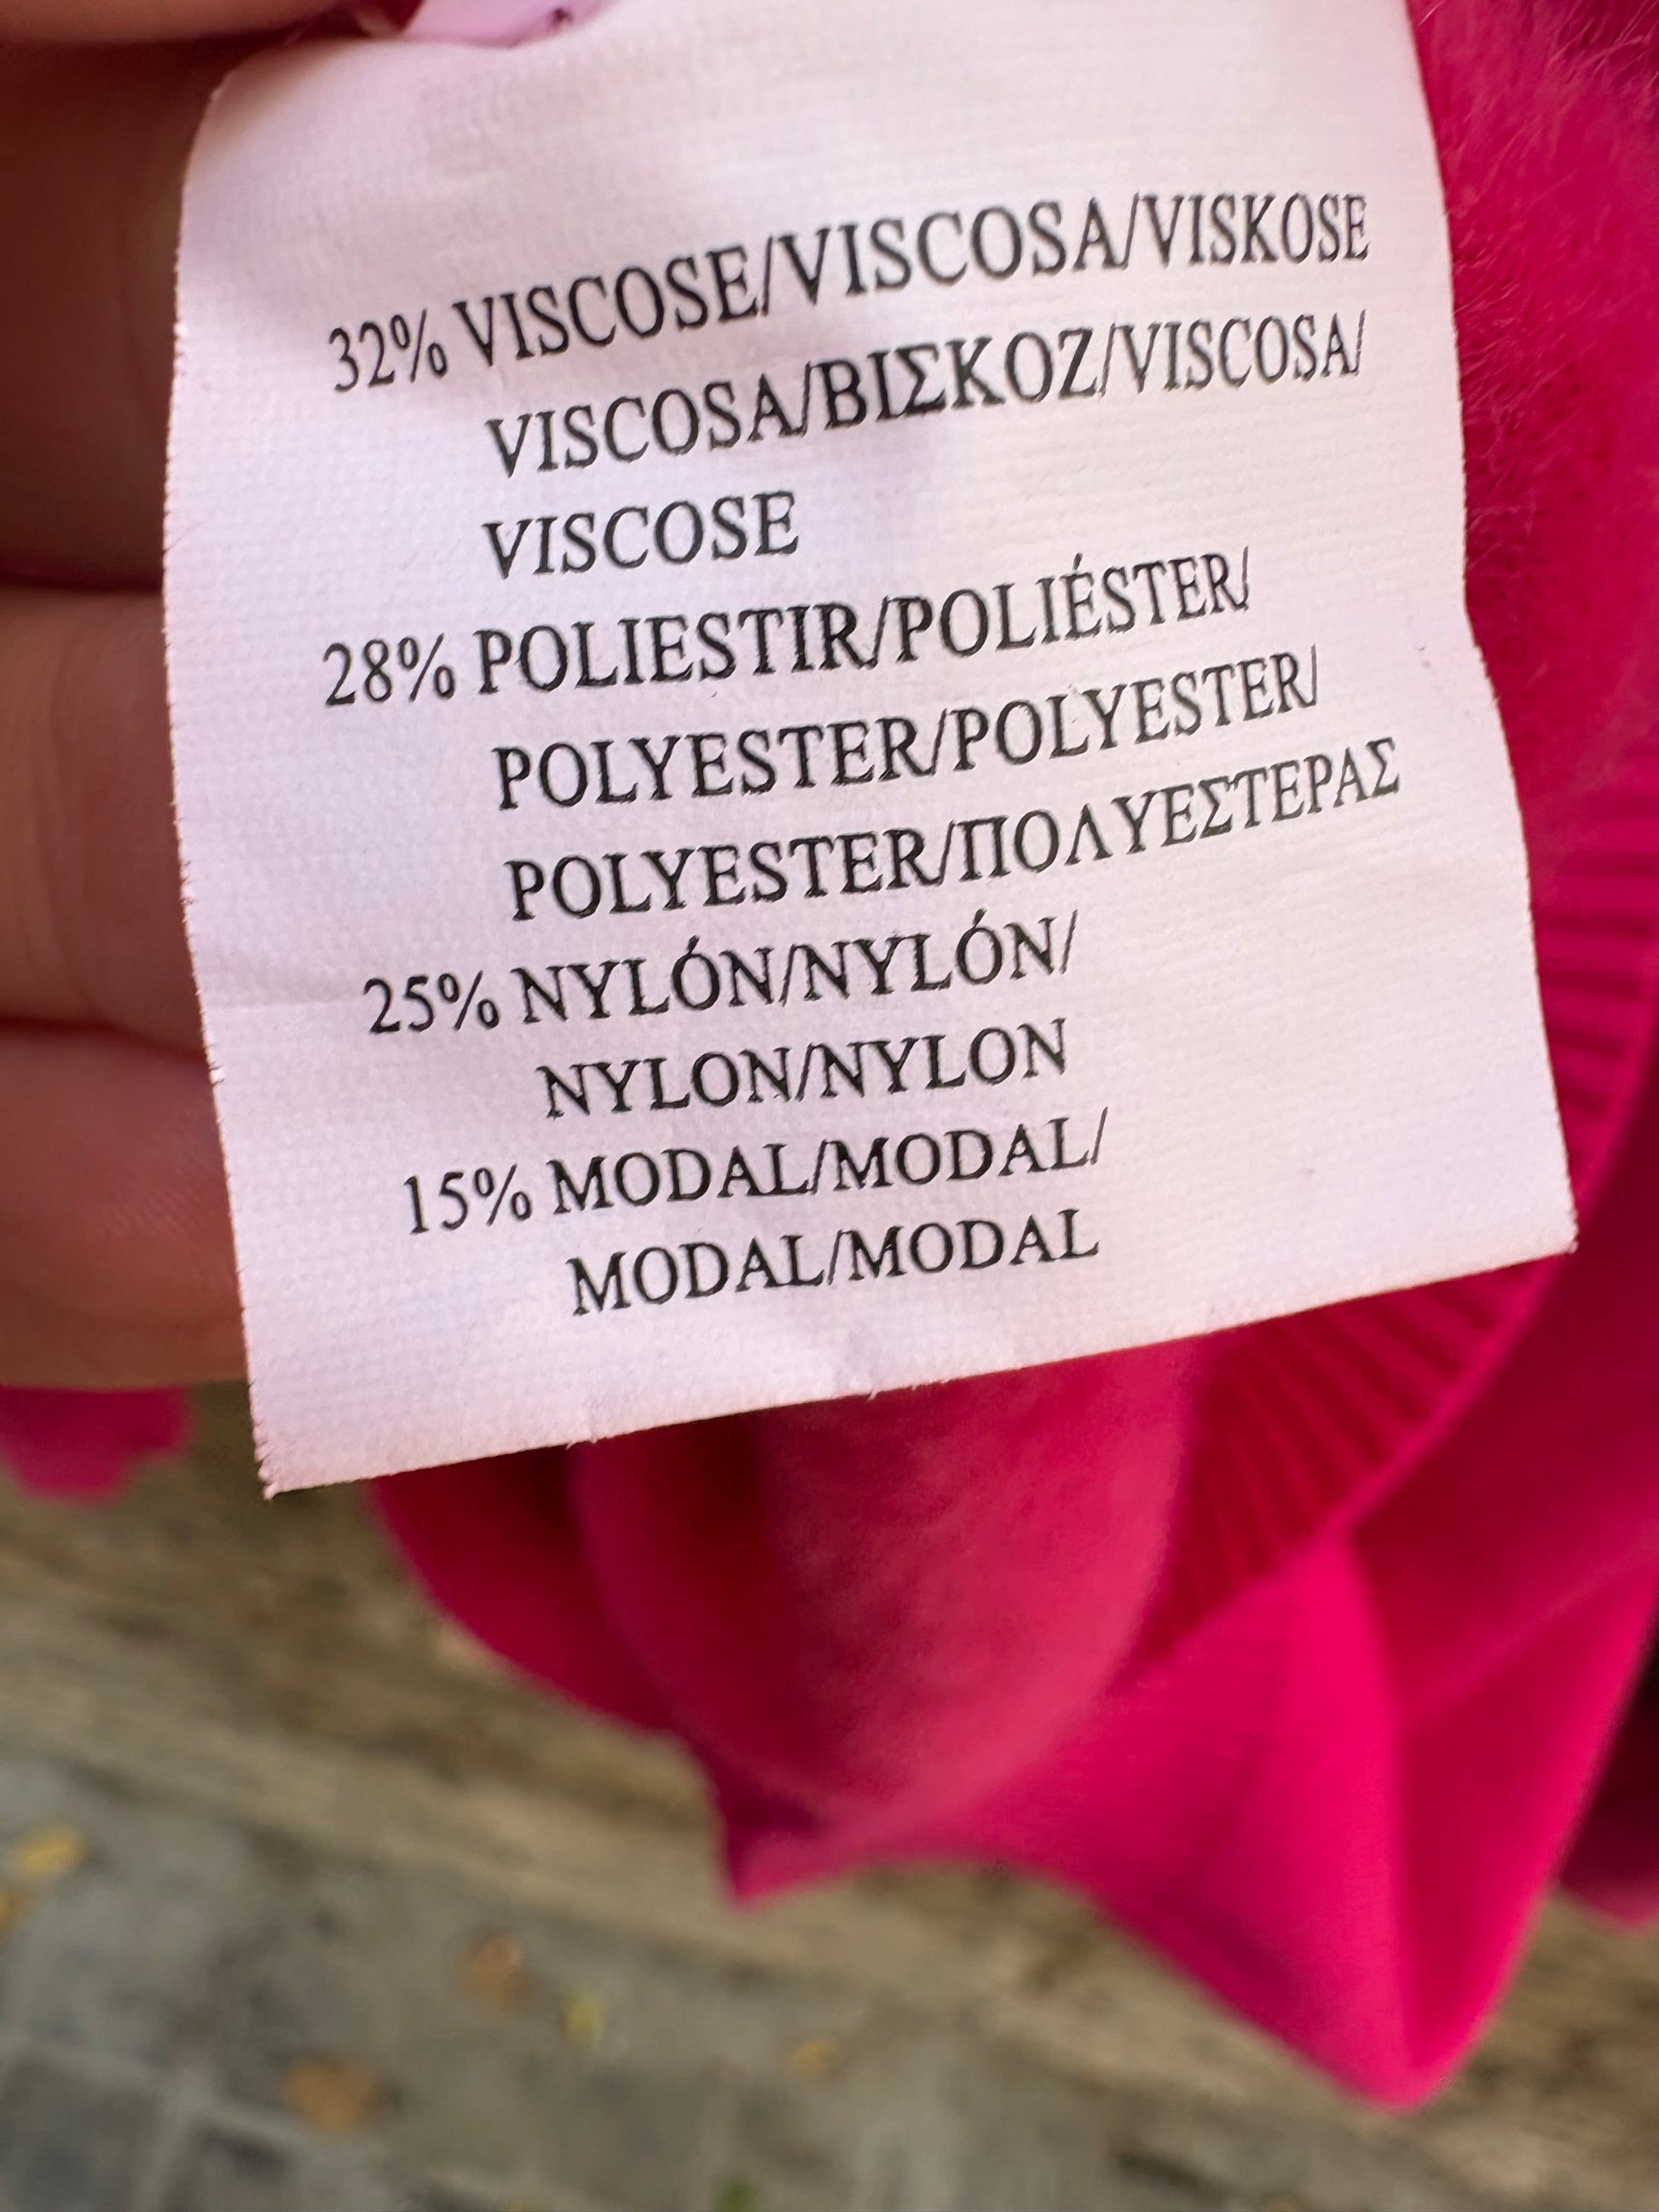 32% VISCOSE/VISCOSA/VISKOSE
VISCOSA/ΒΙΣΚΟΖ/VISCOSA/
VISCOSE
28% POLIESTIR/POLIÉSTER/
POLYESTER/POLYESTER/
POLYESTER/ΠΟΛΥΕΣΤΕΡΑΣ
25% NYLÓN/NYLÓN/
NYLON/NYLON
15% MODAL/MODAL/
MODAL/MODAL